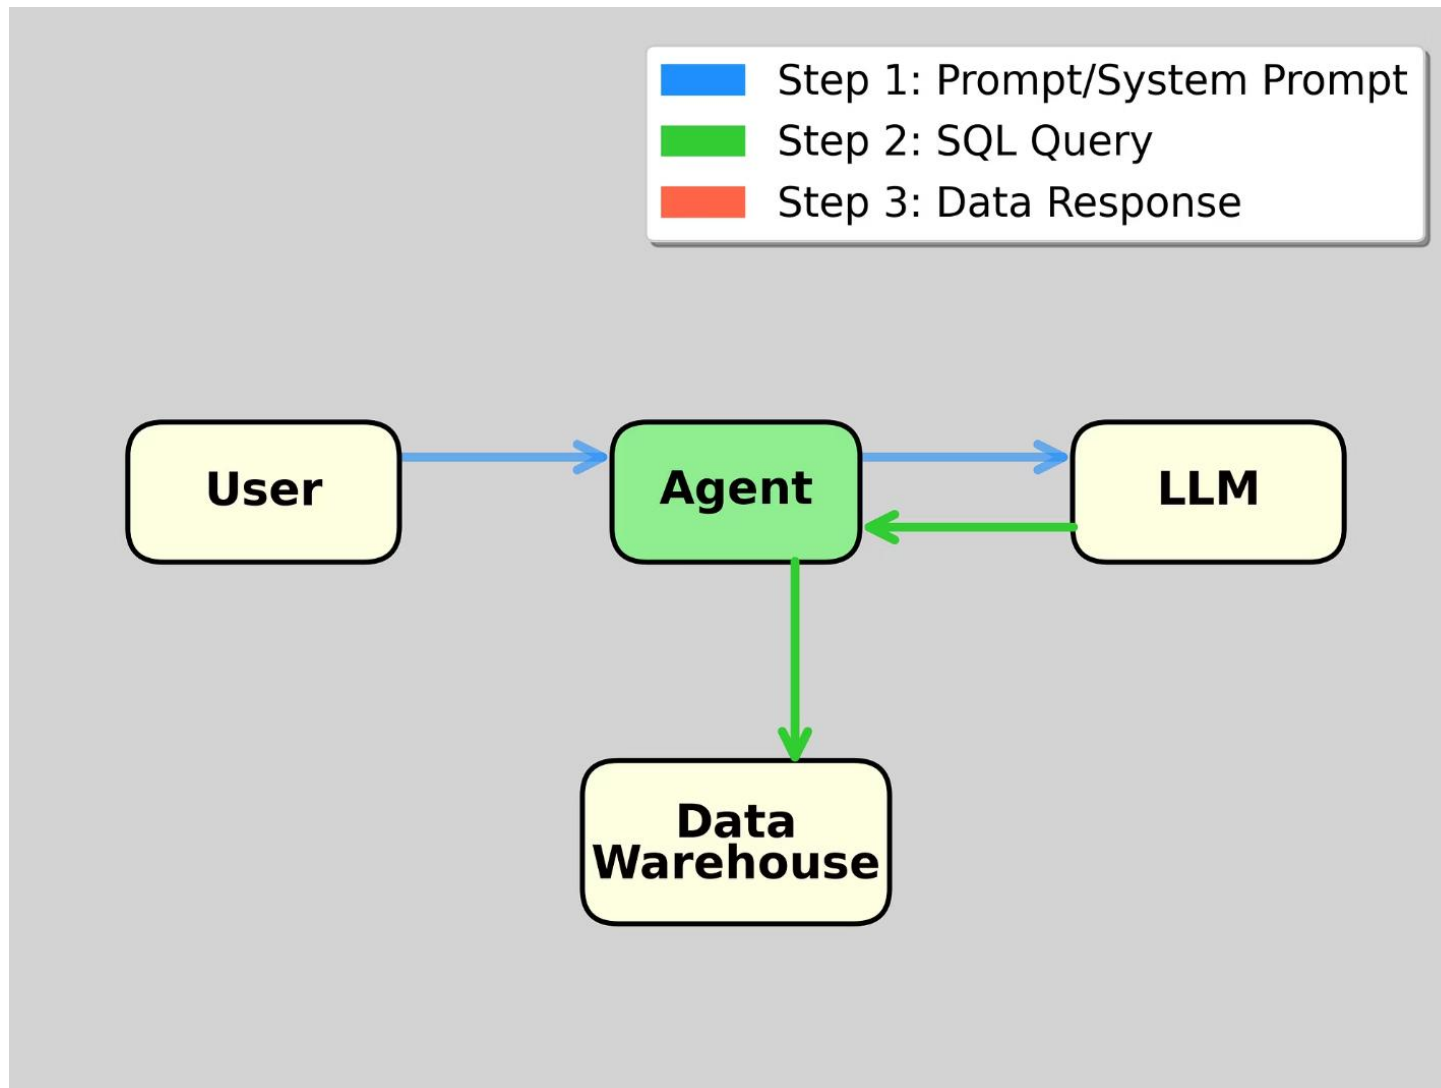 Step 1: Prompt/System Prompt
Step 2: SQL Query
Step 3: Data Response
User
Agent
LLM
Data
Warehouse